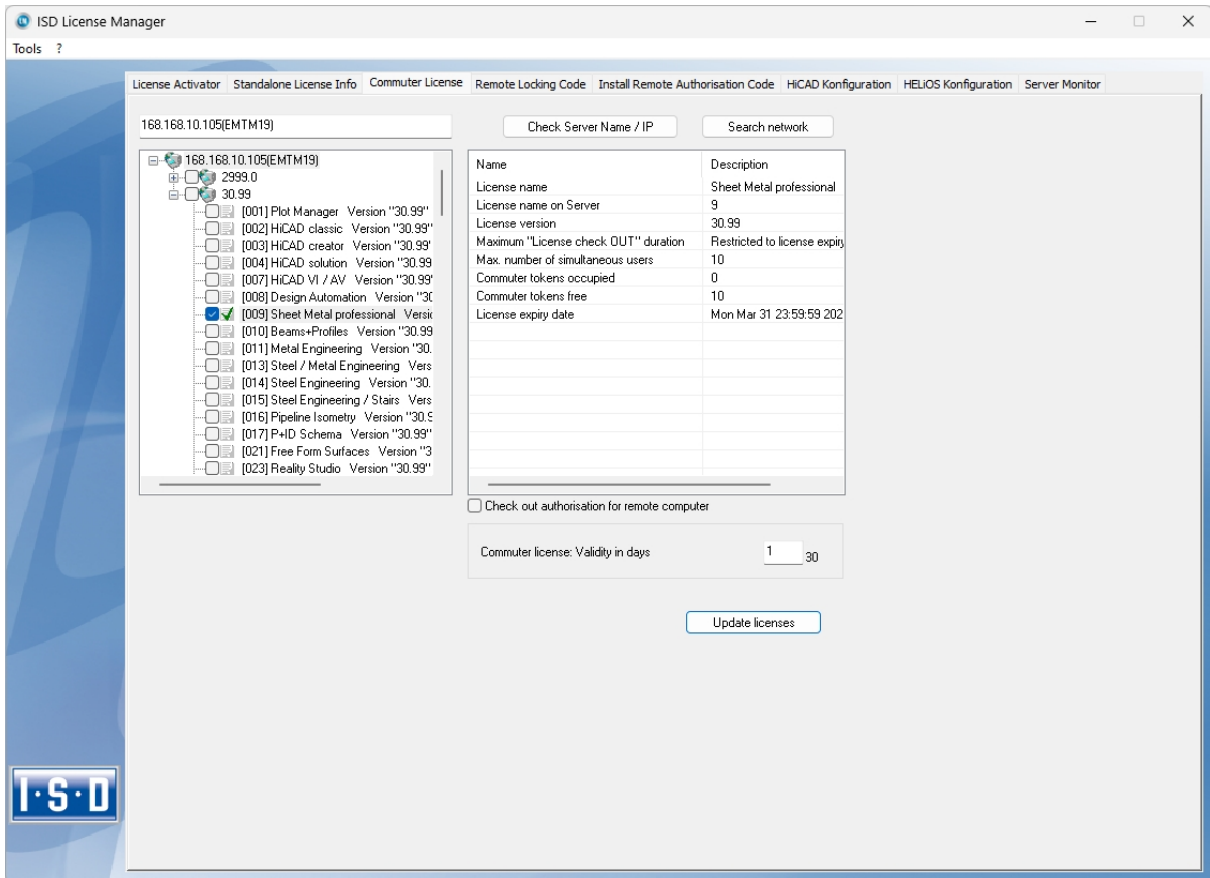 ISD License Manager
Tools ?
License Activator Standalone License Info Commuter License Remote Locking Code Install Remote Authorisation Code HiCAD Konfiguration HELiOS Konfiguration Server Monitor
168.168.10.105(EMTM19) Check Server Name / IP Search network
168.168.10.105(EMTM19)
2999.0
30.99
[001] Plot Manager Version "30.99"
[002] HiCAD classic Version "30.99"
[003] HiCAD creator Version "30.99'
[004] HiCAD solution Version "30.99
[007] HiCAD VI / AV Version "30.99'
[008] Design Automation Version "30
[009] Sheet Metal professional Versio
[010] Beams+Profiles Version "30.99
[011] Metal Engineering Version "30.
[013] Steel / Metal Engineering Vers
[014] Steel Engineering Version "30.
[015] Steel Engineering / Stairs Vers
[016] Pipeline Isometry Version "30.9
[017] P+ID Schema Version "30.99"
[021] Free Form Surfaces Version "3
[023] Reality Studio Version "30.99"
Name Description
License name Sheet Metal professional
License name on Server 9
License version 30.99
Maximum "License check OUT" duration Restricted to license expiry
Max. number of simultaneous users 10
Commuter tokens occupied 0
Commuter tokens free 10
License expiry date Mon Mar 31 23:59:59 202
Check out authorisation for remote computer
Commuter license: Validity in days 1 30
Update licenses
I·S·D